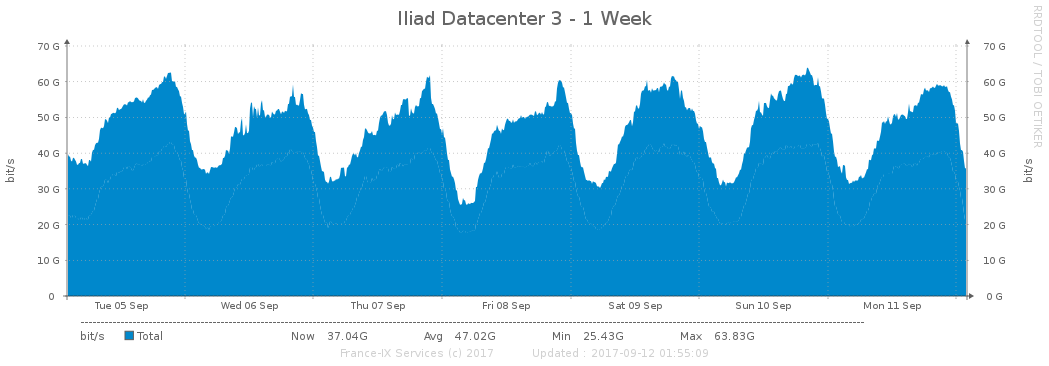 Iliad Datacenter 3 - 1 Week
RRDTOOL / TOBI OETIKER
70 G 70 G
60 G 60 G
50 G 50 G
40 G 40 G
30 G 30 G
20 G 20 G
10 G 10 G
0 0 G
bit/s bit/s
Tue 05 Sep Wed 06 Sep Thu 07 Sep Fri 08 Sep Sat 09 Sep Sun 10 Sep Mon 11 Sep
bit/s Total Now 37.04G Avg 47.02G Min 25.43G Max 63.83G
France-IX Services (c) 2017 Updated : 2017-09-12 01:55:09